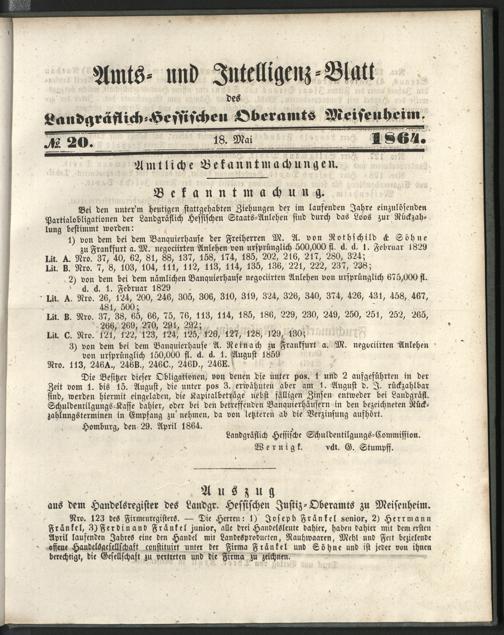 Amts- und Intelligenz-Blatt
des
Landgräflich-Hessischen Oberamts Meisenheim.
№ 20. 18. Mai 1864.
Amtliche Bekanntmachungen.
Bekanntmachung.
Bei den unter'm heutigen stattgehabten Ziehungen der im laufenden Jahre einzulösenden
Partialobligationen der Landgräflich Hessischen Staats-Anlehen sind durch das Loos zur Rückzah-
lung bestimmt worden:
1) von dem bei dem Banquierhause der Freiherren M. A. von Rothschild & Söhne
zu Frankfurt a. M. negociirten Anlehen von ursprünglich 500,000 fl. d. d. 1. Februar 1829
Lit. A. Nro. 37, 40, 62, 81, 88, 137, 158, 174, 185, 202, 216, 217, 280, 324;
Lit. B. Nro. 7, 8, 103, 104, 111, 112, 113, 114, 135, 136, 221, 222, 237, 238;
2) von dem bei dem nämlichen Banquierhause negociirten Anlehen von ursprünglich 675,000 fl.
d. d. 1. Februar 1829
Lit. A. Nro. 26, 124, 200, 246, 305, 306, 310, 319, 324, 326, 340, 374, 426, 431, 458, 467,
481, 500;
Lit. B. Nro. 37, 38, 65, 66, 75, 76, 113, 114, 185, 186, 229, 230, 249, 250, 251, 252, 265,
266, 269, 270, 291, 292;
Lit. C. Nro. 121, 122, 123, 124, 125, 126, 127, 128, 129, 130;
3) von dem bei dem Banquierhause A. Reinach zu Frankfurt a. M. negociirten Anlehen
von ursprünglich 150,000 fl. d. d. 1. August 1859
Nro. 113, 246A., 246B., 246C., 246D., 246E.
Die Besitzer dieser Obligationen, von denen die unter pos. 1 und 2 aufgeführten in der
Zeit vom 1. bis 15. August, die unter pos 3. erwähnten aber am 1. August d. J. rückzahlbar
sind, werden hiermit eingeladen, die Kapitalbeträge nebst fälligen Zinsen entweder bei Landgräfl.
Schuldentilgungs-Kasse dahier, oder bei den betreffenden Banquierhäusern in den bezeichneten Rück-
zahlungsterminen in Empfang zu nehmen, da von letzteren ab die Verzinsung aufhört.
Homburg, den 29. April 1864.
Landgräflich Hessische Schuldentilgungs-Commission.
Wernigk. vdt. G. Stumpff.
Auszug
aus dem Handelsregister des Landgr. Hessischen Justiz-Oberamts zu Meisenheim.
Nro. 123 des Firmenregisters. — Die Herren: 1) Joseph Fränkel senior, 2) Herrmann
Fränkel, 3) Ferdinand Fränkel junior, alle drei Handelsleute dahier, haben dahier mit dem ersten
April laufenden Jahres eine den Handel mit Landesproducten, Rauhwaaren, Mehl und Fett bezielende
offene Handelsgesellschaft constituirt unter der Firma Fränkel und Söhne und ist jeder von ihnen
berechtigt, die Gesellschaft zu vertreten und die Firma zu zeichnen.